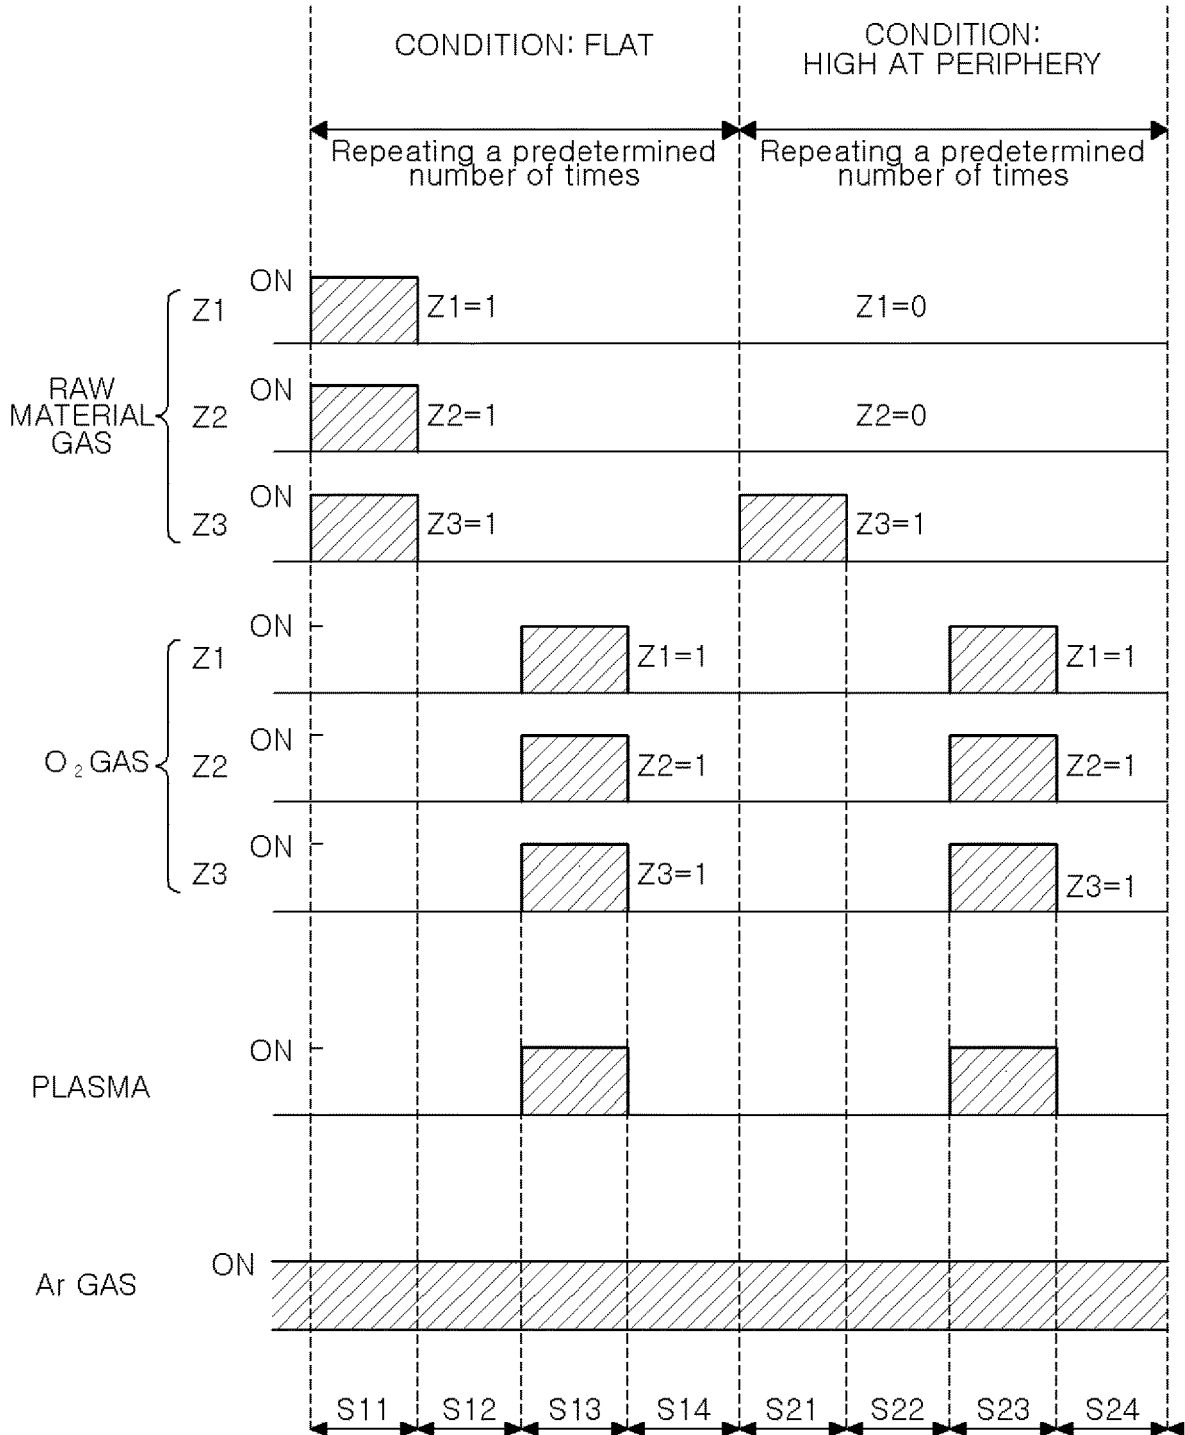 CONDITION: FLAT
CONDITION:
HIGH AT PERIPHERY
Repeating a predetermined
number of times
Repeating a predetermined
number of times
RAW
MATERIAL
GAS
Z1
ON
Z1=1
Z1=0
Z2
ON
Z2=1
Z2=0
Z3
ON
Z3=1
Z3=1
O₂ GAS
Z1
ON
Z1=1
Z1=1
Z2
ON
Z2=1
Z2=1
Z3
ON
Z3=1
Z3=1
PLASMA
ON
Ar GAS
ON
S11 S12 S13 S14 S21 S22 S23 S24